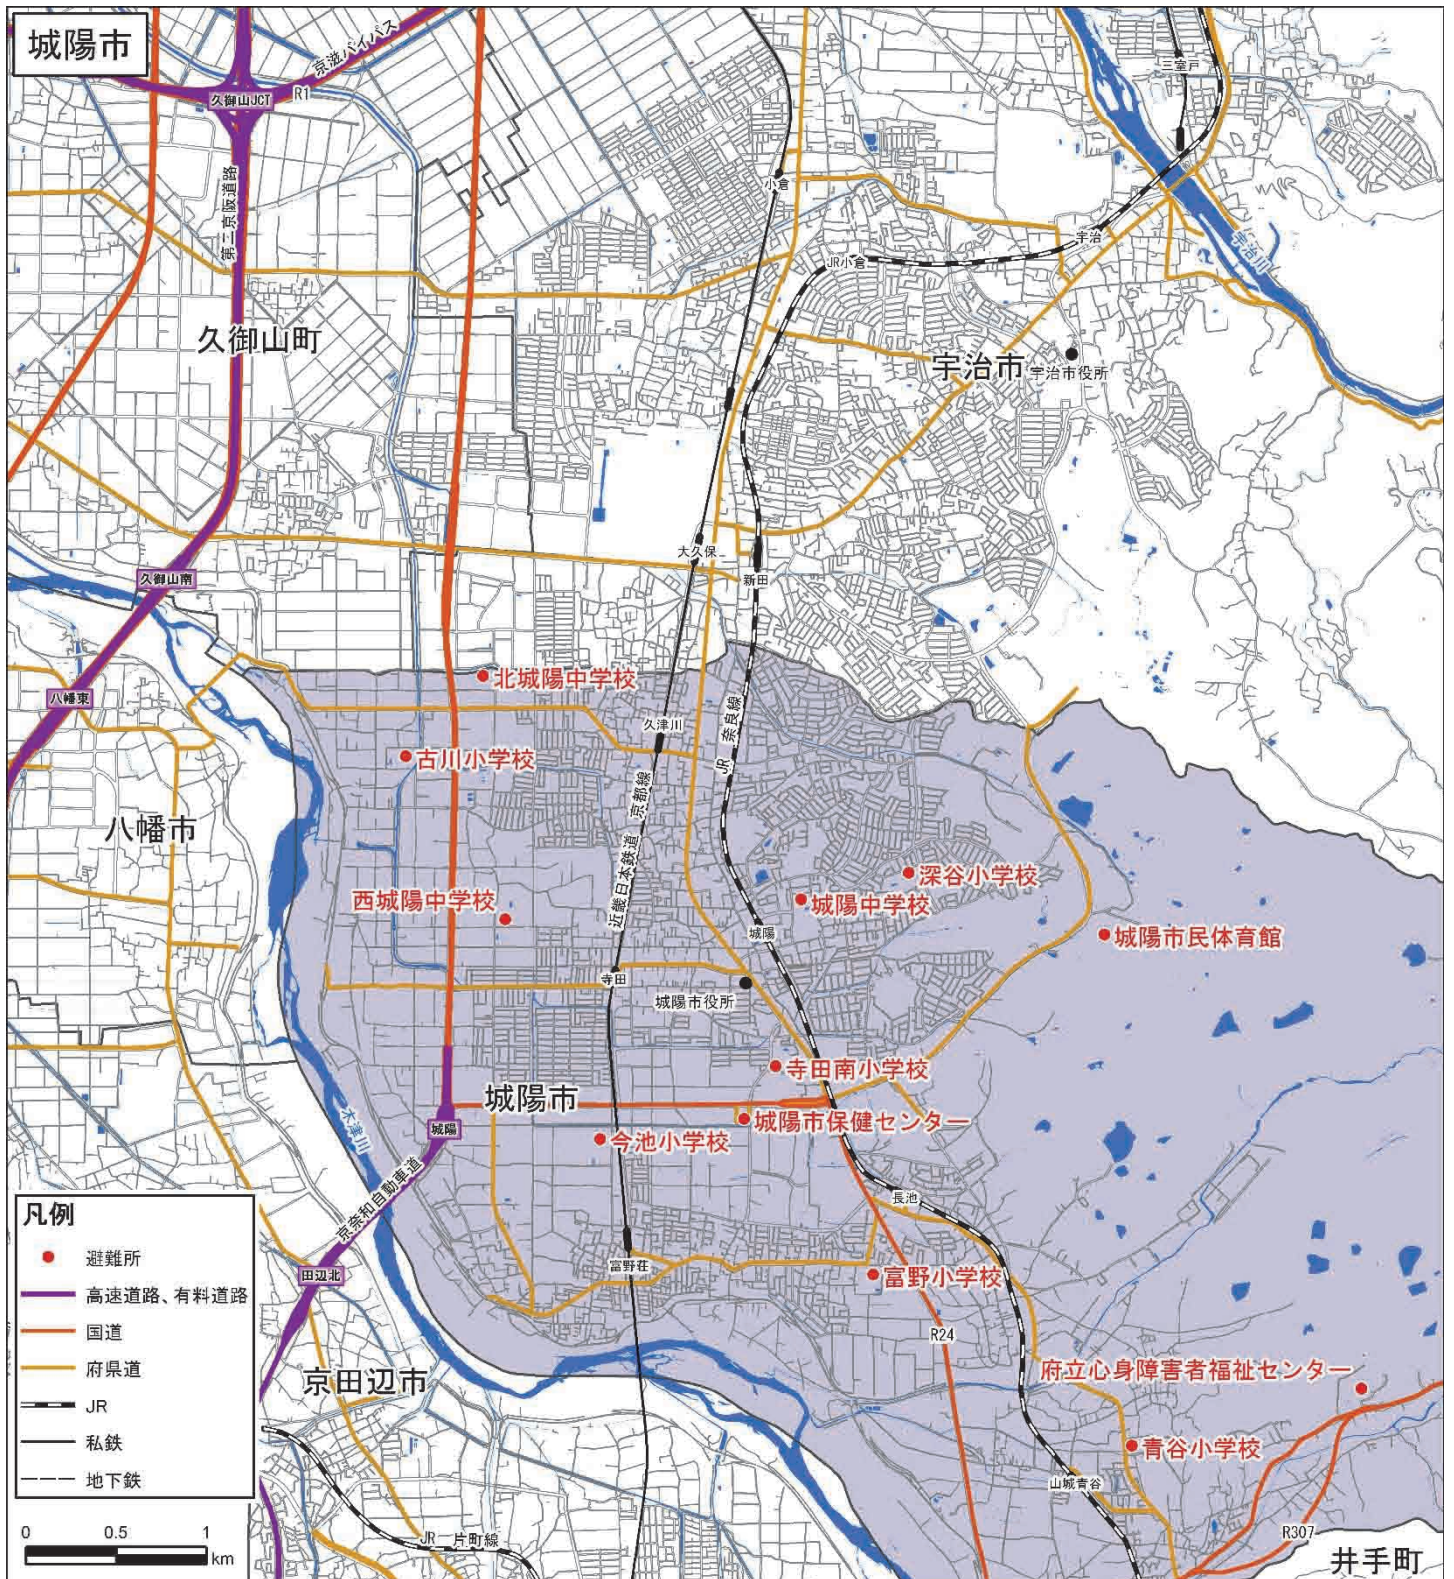 城陽市
京滋バイパス
久御山JCT
R1
三室戸
第二京阪道路
小倉
宇治
宇治川
JR小倉
久御山町
宇治市
宇治市役所
大久保
久御山南
新田
北城陽中学校
八幡東
久津川
JR 奈良線
古川小学校
近畿日本鉄道 京都線
八幡市
深谷小学校
西城陽中学校
城陽中学校
城陽
城陽市民体育館
寺田
城陽市役所
寺田南小学校
城陽市
城陽市保健センター
木津川
城陽
今池小学校
京奈和自動車道
長池
凡例
避難所
高速道路、有料道路
国道
府県道
JR
私鉄
地下鉄
0 0.5 1
km
田辺北
富野荘
富野小学校
R24
京田辺市
府立心身障害者福祉センター
青谷小学校
山城青谷
JR 片町線
R307
井手町